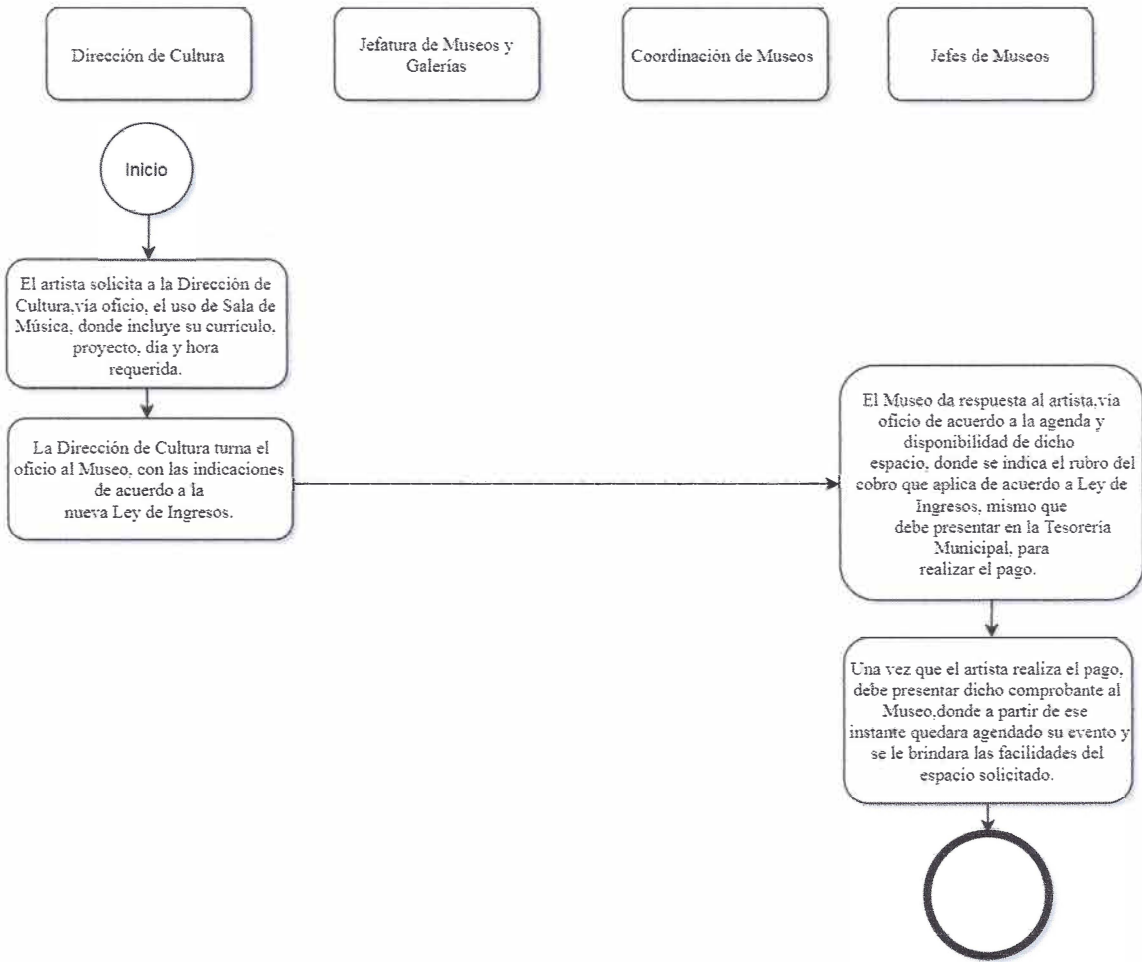 Dirección de Cultura
Jefatura de Museos y
Galerías
Coordinación de Museos
Jefes de Museos
Inicio
El artista solicita a la Dirección de
Cultura,via oficio, el uso de Sala de
Música, donde incluye su curriculo,
proyecto, dia y hora
requerida.
La Dirección de Cultura turna el
oficio al Museo, con las indicaciones
de acuerdo a la
nueva Ley de Ingresos.
El Museo da respuesta al artista,via
oficio de acuerdo a la agenda y
disponibilidad de dicho
espacio, donde se indica el rubro del
cobro que aplica de acuerdo a Ley de
Ingresos, mismo que
debe presentar en la Tesorería
Municipal, para
realizar el pago.
Una vez que el artista realiza el pago,
debe presentar dicho comprobante al
Museo,donde a partir de ese
instante quedara agendado su evento y
se le brindara las facilidades del
espacio solicitado.